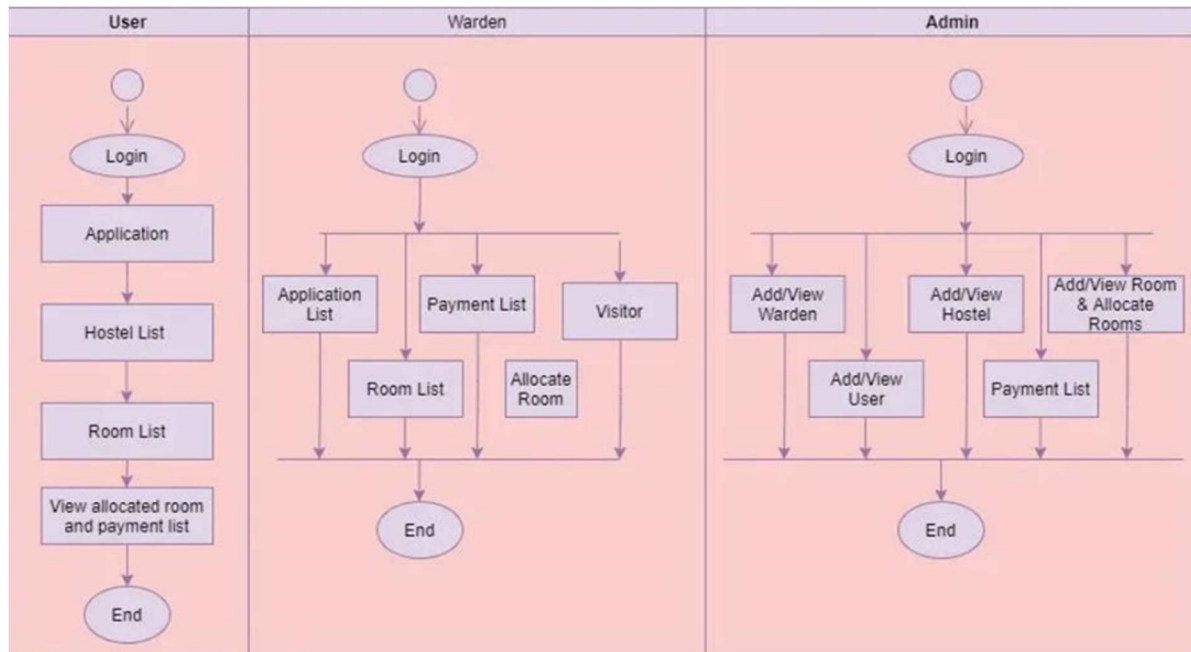 User
Warden
Admin
Login
Application
Hostel List
Room List
View allocated room
and payment list
End
Login
Application
List
Payment List
Visitor
Room List
Allocate
Room
End
Login
Add/View
Warden
Add/View
Hostel
Add/View Room
& Allocate
Rooms
Add/View
User
Payment List
End